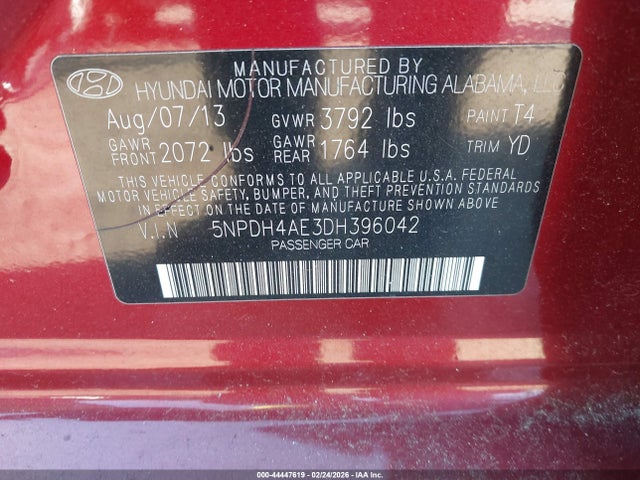 MANUFACTURED BY
HYUNDAI MOTOR MANUFACTURING ALABAMA, LLC
Aug/07/13 GVWR 3792 lbs PAINT T4
GAWR FRONT 2072 lbs GAWR REAR 1764 lbs TRIM YD
THIS VEHICLE CONFORMS TO ALL APPLICABLE U.S.A FEDERAL
MOTOR VEHICLE SAFETY, BUMPER, AND THEFT PREVENTION STANDARDS
IN EFFECT ON THE DATE OF MANUFACTURE SHOWN ABOVE.
V.I.N 5NPDH4AE3DH396042
PASSENGER CAR
000-44447619 - 02/24/2026 - IAA Inc.